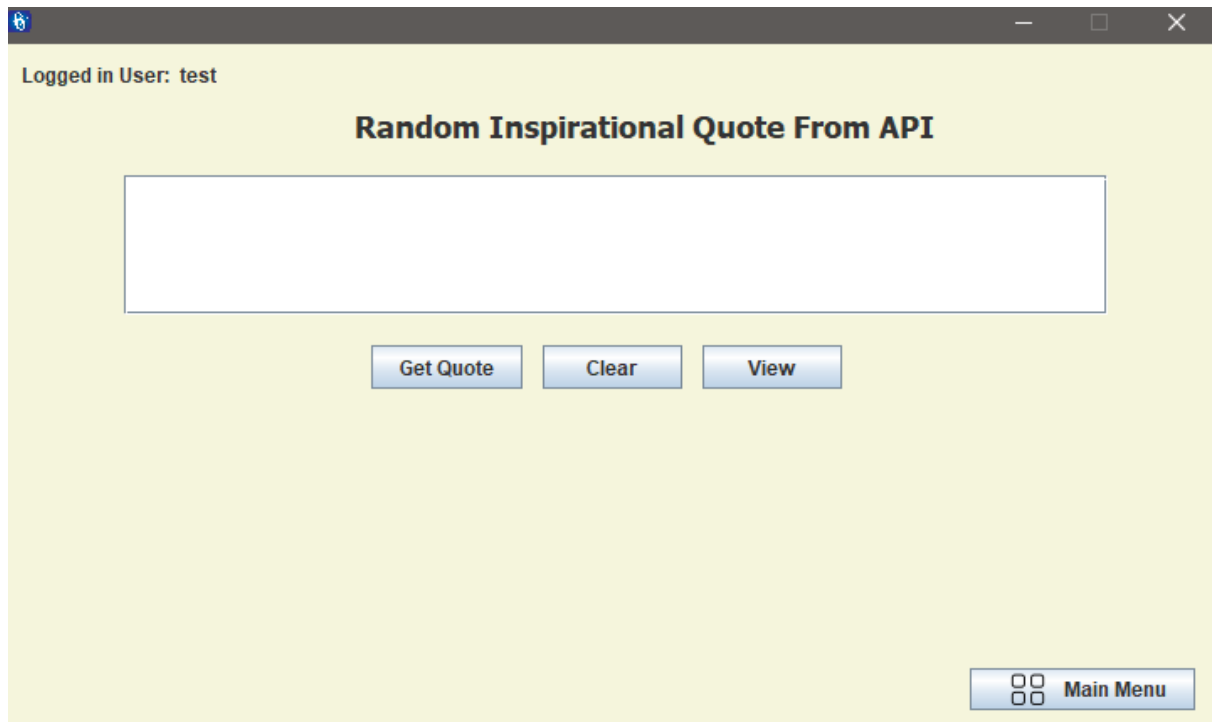 Logged in User: test
Random Inspirational Quote From API
Get Quote Clear View
Main Menu